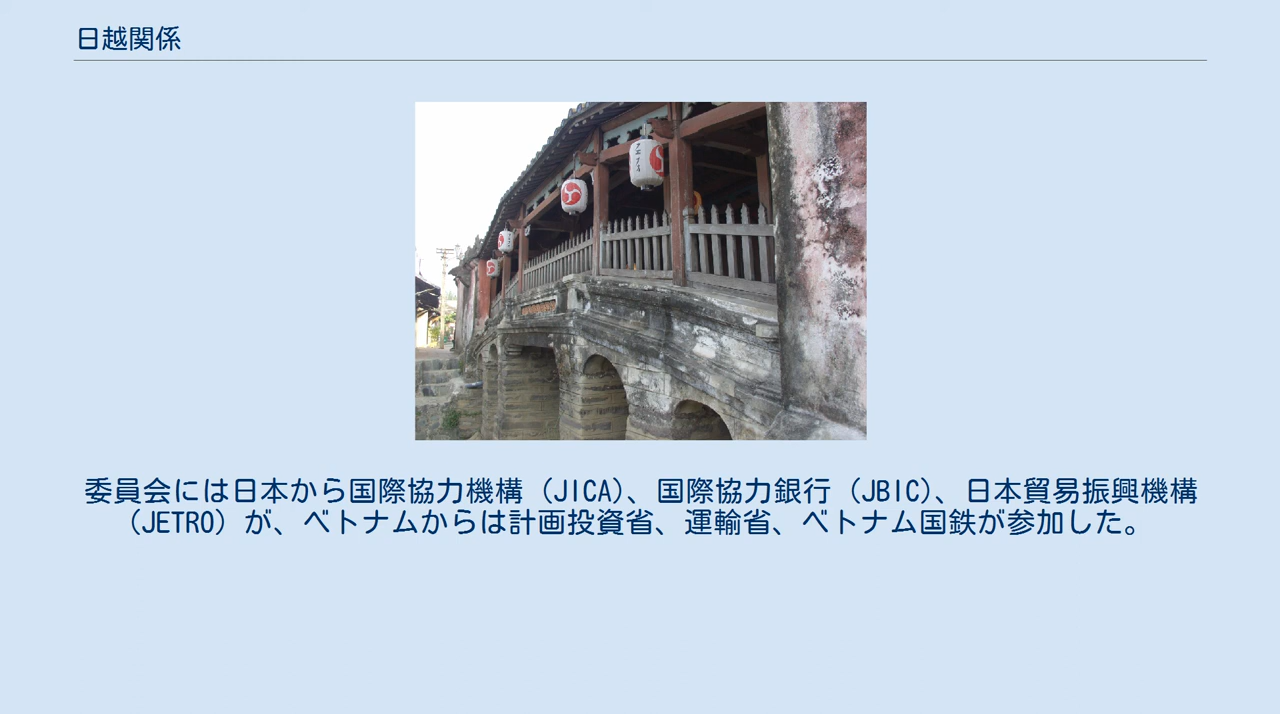 日越関係
委員会には日本から国際協力機構（JICA）、国際協力銀行（JBIC）、日本貿易振興機構
（JETRO）が、ベトナムからは計画投資省、運輸省、ベトナム国鉄が参加した。